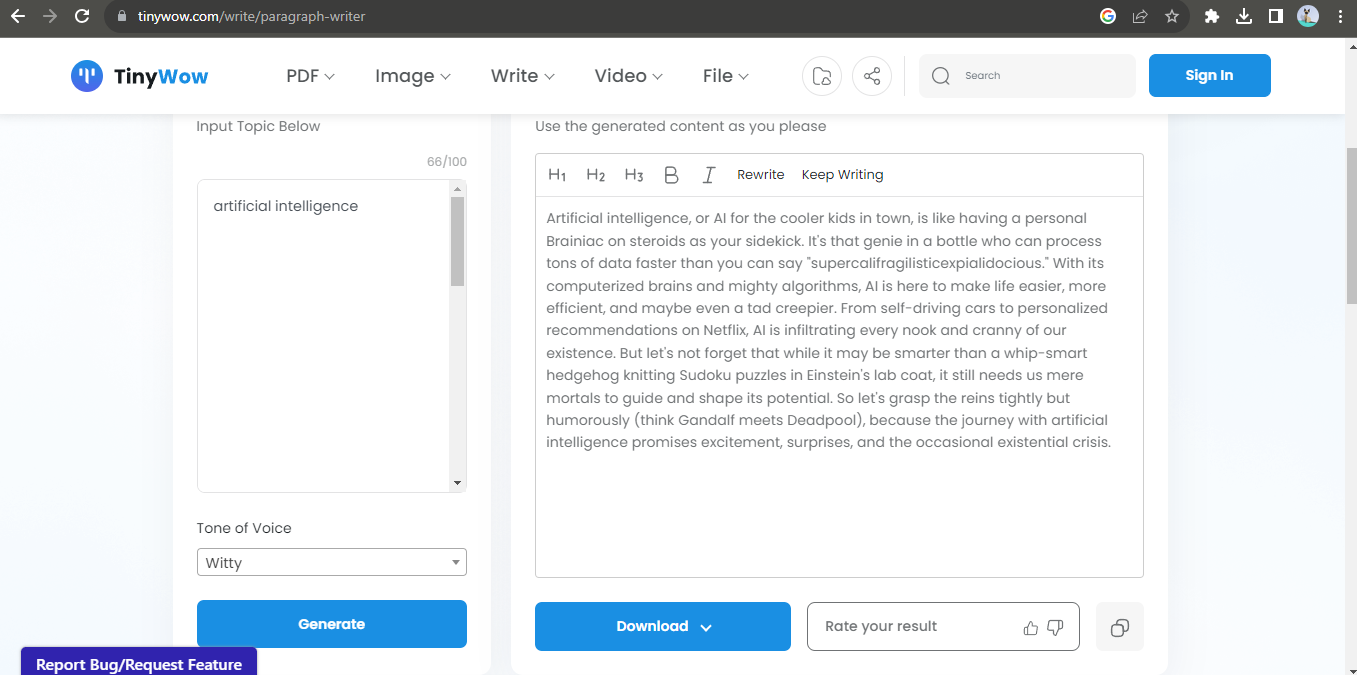 tinywow.com/write/paragraph-writer
TinyWow
PDF Image Write Video File
Search
Sign In
Input Topic Below
66/100
artificial intelligence
Tone of Voice
Witty
Generate
Report Bug/Request Feature
Use the generated content as you please
H1 H2 H3 B I Rewrite Keep Writing
Artificial intelligence, or AI for the cooler kids in town, is like having a personal
Brainiac on steroids as your sidekick. It's that genie in a bottle who can process
tons of data faster than you can say "supercalifragilisticexpialidocious." With its
computerized brains and mighty algorithms, AI is here to make life easier, more
efficient, and maybe even a tad creepier. From self-driving cars to personalized
recommendations on Netflix, AI is infiltrating every nook and cranny of our
existence. But let's not forget that while it may be smarter than a whip-smart
hedgehog knitting Sudoku puzzles in Einstein's lab coat, it still needs us mere
mortals to guide and shape its potential. So let's grasp the reins tightly but
humorously (think Gandalf meets Deadpool), because the journey with artificial
intelligence promises excitement, surprises, and the occasional existential crisis.
Download
Rate your result